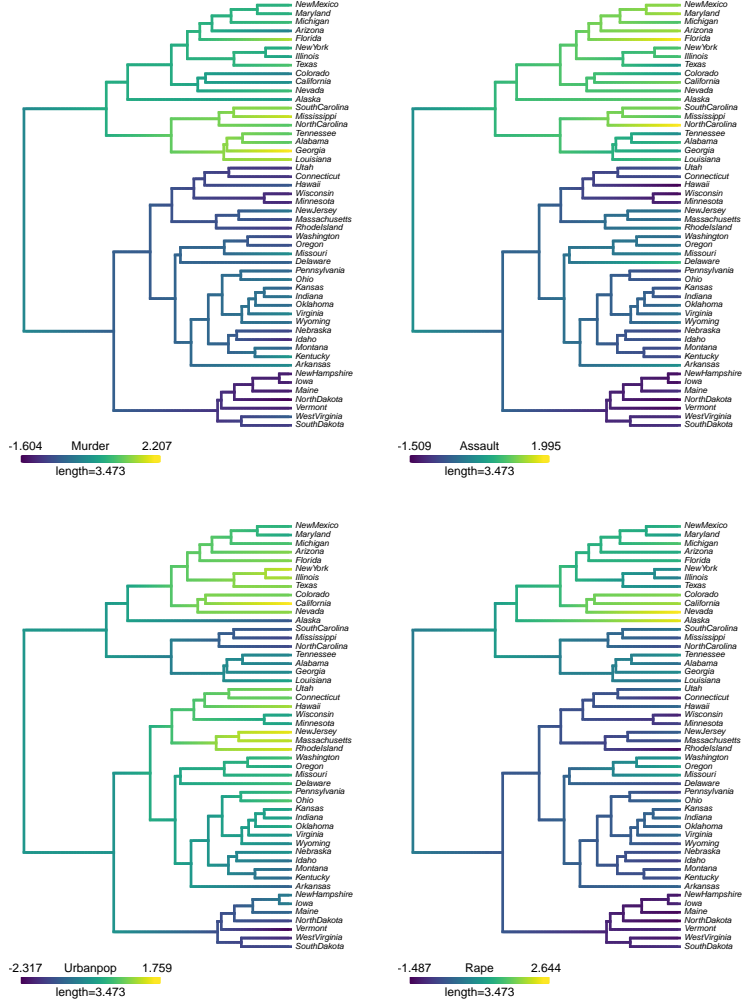 NewMexico
Maryland
Michigan
Arizona
Florida
NewYork
Illinois
Texas
Colorado
California
Nevada
Alaska
SouthCarolina
Mississippi
NorthCarolina
Tennessee
Alabama
Georgia
Louisiana
Utah
Connecticut
Hawaii
Wisconsin
Minnesota
NewJersey
Massachusetts
RhodeIsland
Washington
Oregon
Missouri
Delaware
Pennsylvania
Ohio
Kansas
Indiana
Oklahoma
Virginia
Wyoming
Nebraska
Idaho
Montana
Kentucky
Arkansas
NewHampshire
Iowa
Maine
NorthDakota
Vermont
WestVirginia
SouthDakota
-1.604 Murder 2.207
length=3.473
NewMexico
Maryland
Michigan
Arizona
Florida
NewYork
Illinois
Texas
Colorado
California
Nevada
Alaska
SouthCarolina
Mississippi
NorthCarolina
Tennessee
Alabama
Georgia
Louisiana
Utah
Connecticut
Hawaii
Wisconsin
Minnesota
NewJersey
Massachusetts
RhodeIsland
Washington
Oregon
Missouri
Delaware
Pennsylvania
Ohio
Kansas
Indiana
Oklahoma
Virginia
Wyoming
Nebraska
Idaho
Montana
Kentucky
Arkansas
NewHampshire
Iowa
Maine
NorthDakota
Vermont
WestVirginia
SouthDakota
-1.509 Assault 1.995
length=3.473
NewMexico
Maryland
Michigan
Arizona
Florida
NewYork
Illinois
Texas
Colorado
California
Nevada
Alaska
SouthCarolina
Mississippi
NorthCarolina
Tennessee
Alabama
Georgia
Louisiana
Utah
Connecticut
Hawaii
Wisconsin
Minnesota
NewJersey
Massachusetts
RhodeIsland
Washington
Oregon
Missouri
Delaware
Pennsylvania
Ohio
Kansas
Indiana
Oklahoma
Virginia
Wyoming
Nebraska
Idaho
Montana
Kentucky
Arkansas
NewHampshire
Iowa
Maine
NorthDakota
Vermont
WestVirginia
SouthDakota
-2.317 Urbanpop 1.759
length=3.473
NewMexico
Maryland
Michigan
Arizona
Florida
NewYork
Illinois
Texas
Colorado
California
Nevada
Alaska
SouthCarolina
Mississippi
NorthCarolina
Tennessee
Alabama
Georgia
Louisiana
Utah
Connecticut
Hawaii
Wisconsin
Minnesota
NewJersey
Massachusetts
RhodeIsland
Washington
Oregon
Missouri
Delaware
Pennsylvania
Ohio
Kansas
Indiana
Oklahoma
Virginia
Wyoming
Nebraska
Idaho
Montana
Kentucky
Arkansas
NewHampshire
Iowa
Maine
NorthDakota
Vermont
WestVirginia
SouthDakota
-1.487 Rape 2.644
length=3.473